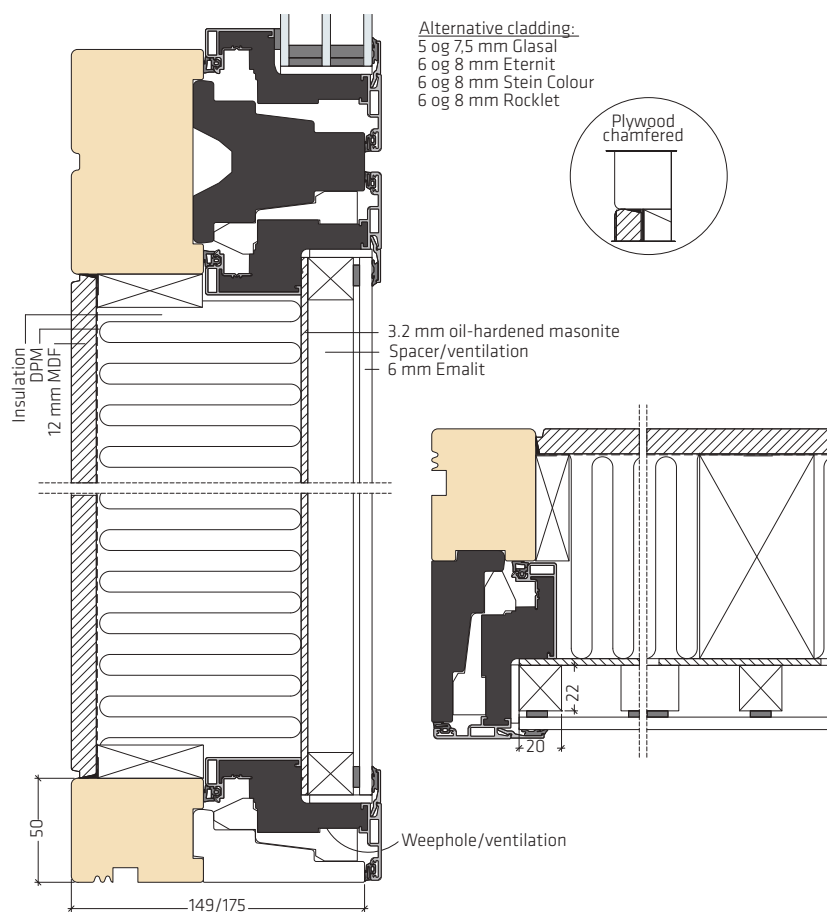 Alternative cladding:
5 og 7,5 mm Glasal
6 og 8 mm Eternit
6 og 8 mm Stein Colour
6 og 8 mm Rocklet
Plywood
chamfered
Insulation
DPM
12 mm MDF
3.2 mm oil-hardened masonite
Spacer/ventilation
6 mm Emalit
22
20
50
Weephole/ventilation
149/175